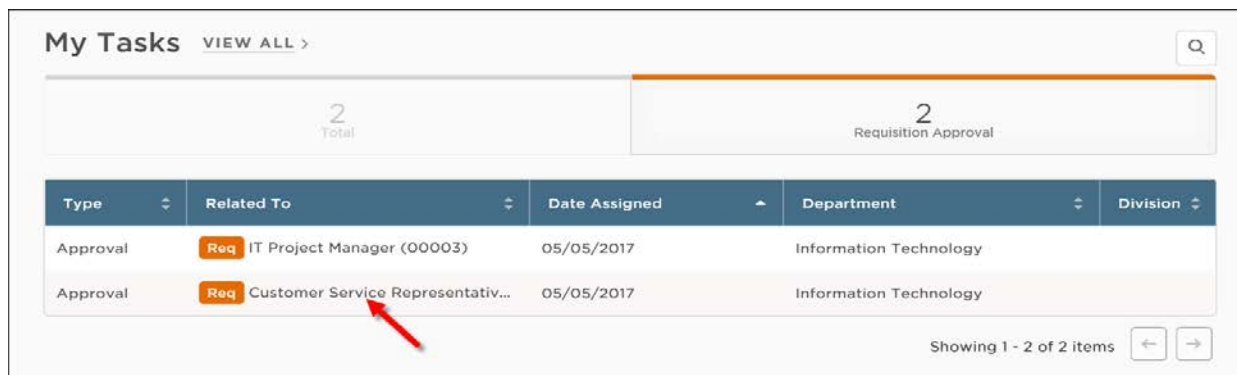 My Tasks VIEW ALL >
2 2
Total Requisition Approval
Type Related To Date Assigned Department Division
Approval Req IT Project Manager (00003) 05/05/2017 Information Technology
Approval Req Customer Service Representativ... 05/05/2017 Information Technology
Showing 1 - 2 of 2 items